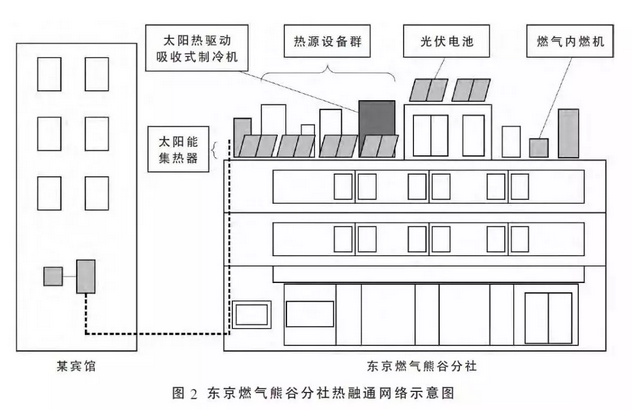 太阳热驱动
吸收式制冷机
热源设备群
光伏电池
燃气内燃机
太阳能
集热器
某宾馆
东京燃气熊谷分社
图 2 东京燃气熊谷分社热融通网络示意图